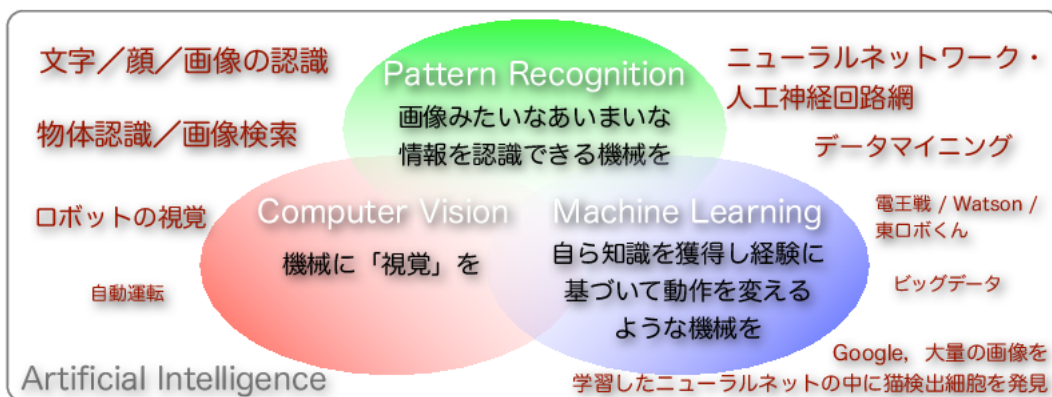 文字／顔／画像の認識
物体認識／画像検索
ロボットの視覚
自動運転
Pattern Recognition
画像みたいなあいまいな
情報を認識できる機械を
Computer Vision
機械に「視覚」を
Machine Learning
自ら知識を獲得し経験に
基づいて動作を変える
ような機械を
ニューラルネットワーク・
人工神経回路網
データマイニング
電王戦 / Watson /
東ロボくん
ビッグデータ
Google，大量の画像を
学習したニューラルネットの中に猫検出細胞を発見
Artificial Intelligence